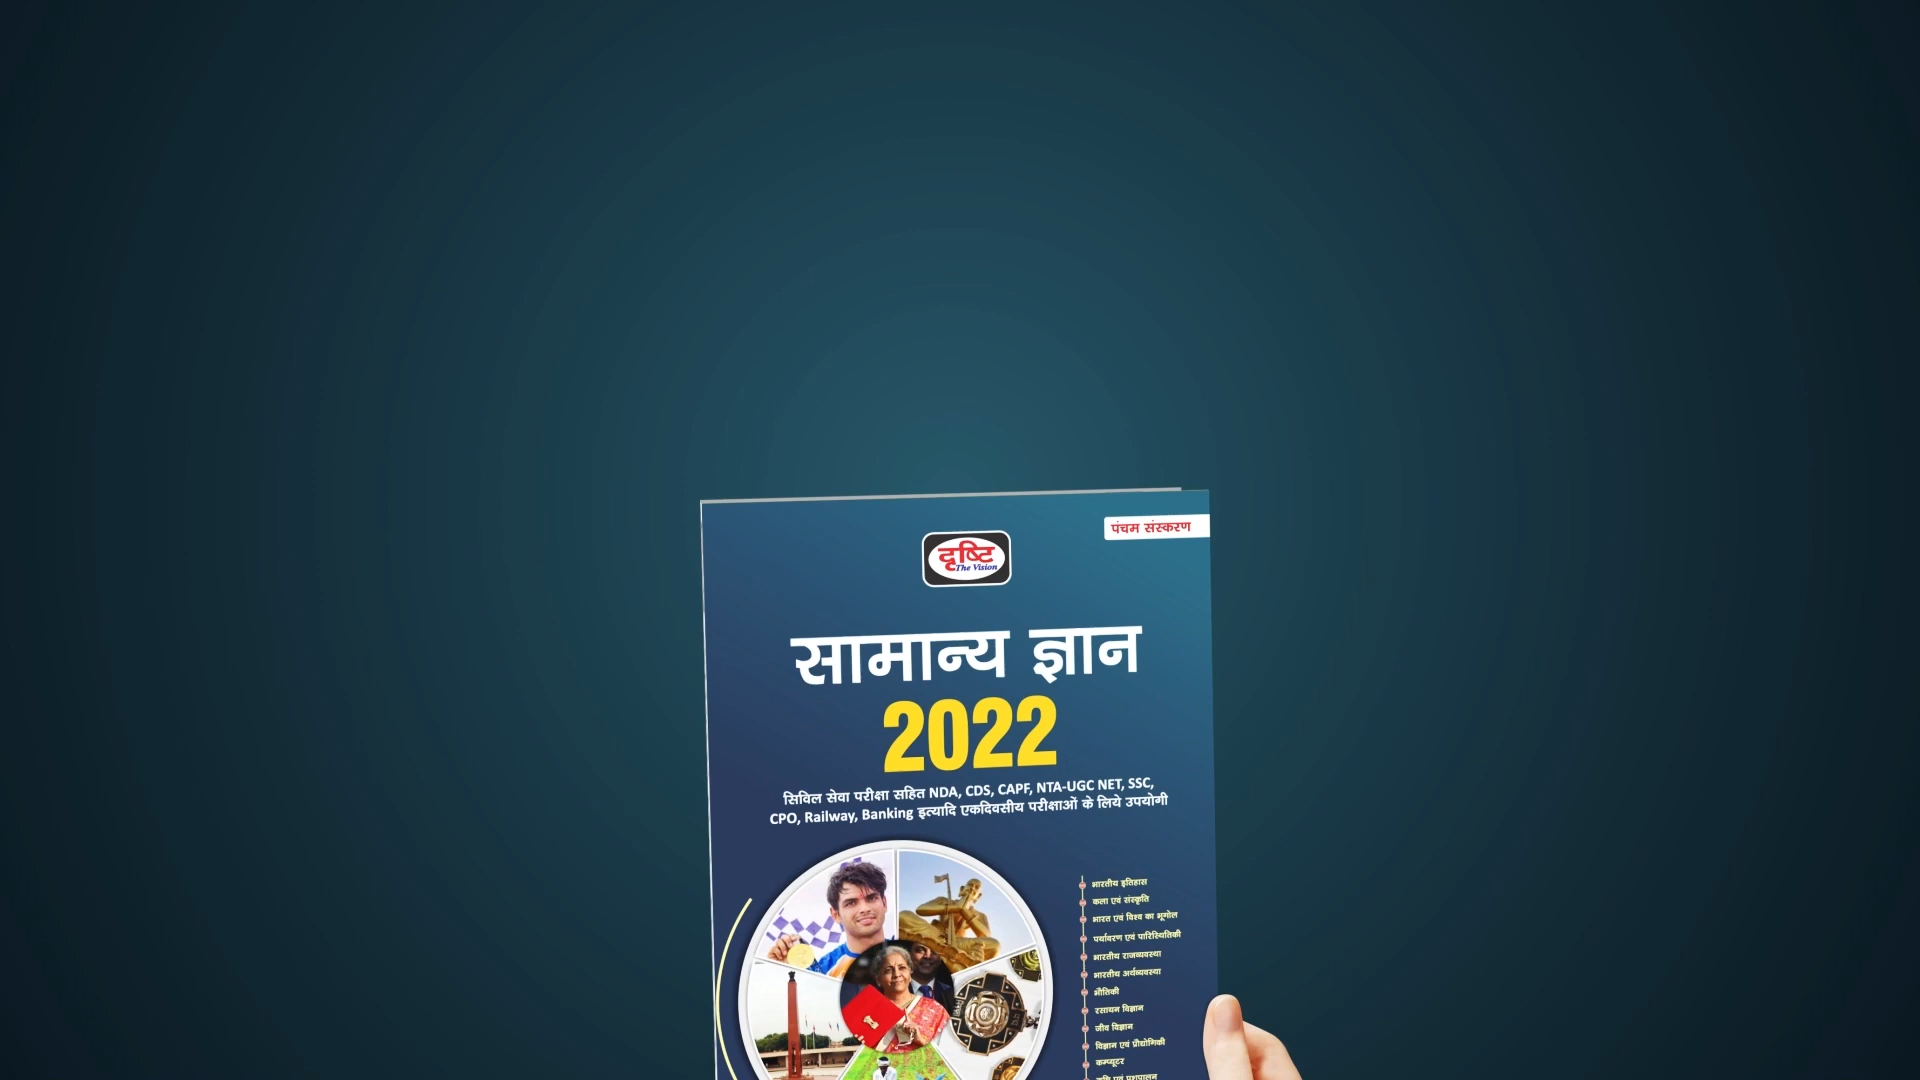 पंचम संस्करण
दृष्टि
The Vision
सामान्य ज्ञान
2022
सिविल सेवा परीक्षा सहित NDA, CDS, CAPF, NTA-UGC NET, SSC,
CPO, Railway, Banking इत्यादि एकदिवसीय परीक्षाओं के लिये उपयोगी
भारतीय इतिहास
कला एवं संस्कृति
भारत एवं विश्व का भूगोल
पर्यावरण एवं पारिस्थितिकी
भारतीय राजव्यवस्था
भारतीय अर्थव्यवस्था
भौतिकी
रसायन विज्ञान
जीव विज्ञान
विज्ञान एवं प्रौद्योगिकी
कम्प्यूटर